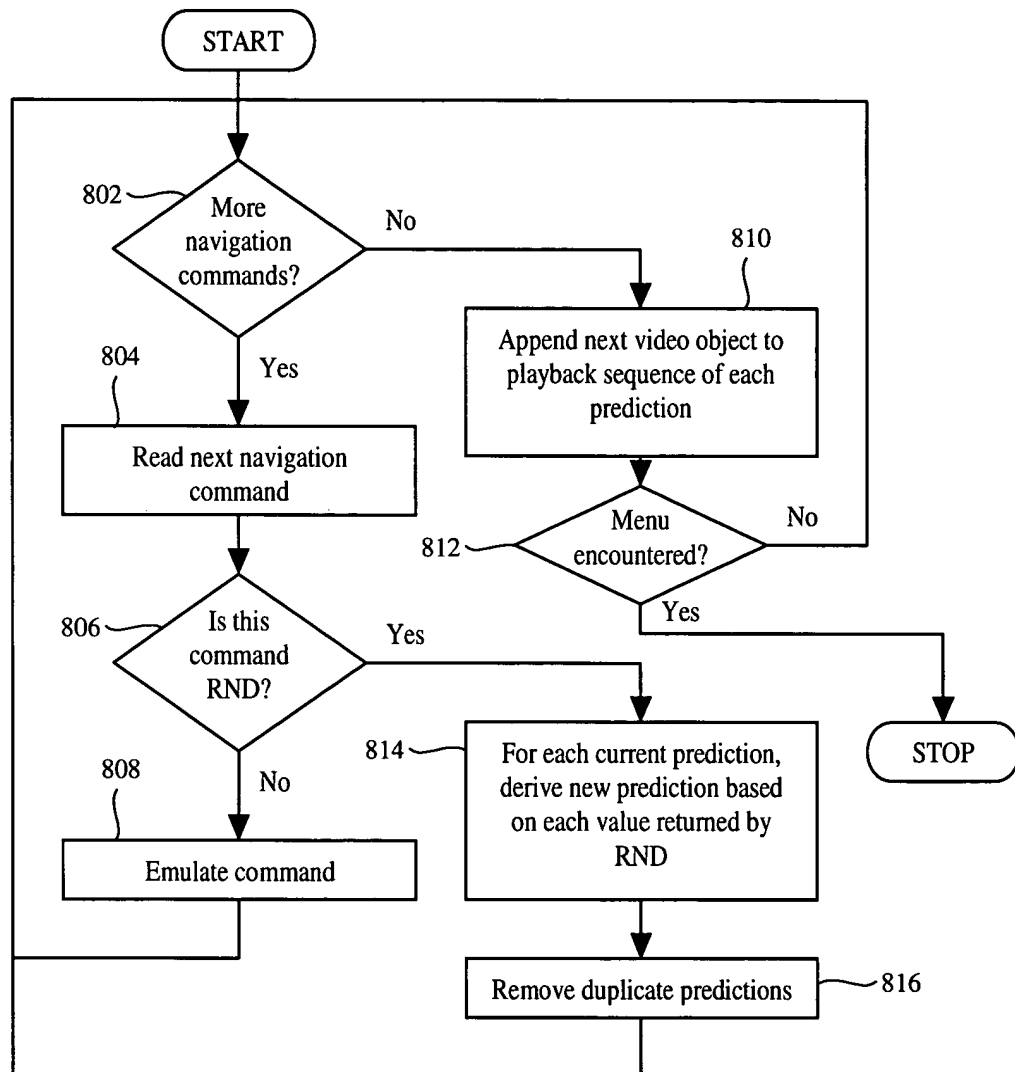 START
802
More
navigation
commands?
No
Yes
810
Append next video object to
playback sequence of each
prediction
804
Read next navigation
command
812
Menu
encountered?
No
Yes
806
Is this
command
RND?
Yes
No
STOP
814
For each current prediction,
derive new prediction based
on each value returned by
RND
808
Emulate command
Remove duplicate predictions
816